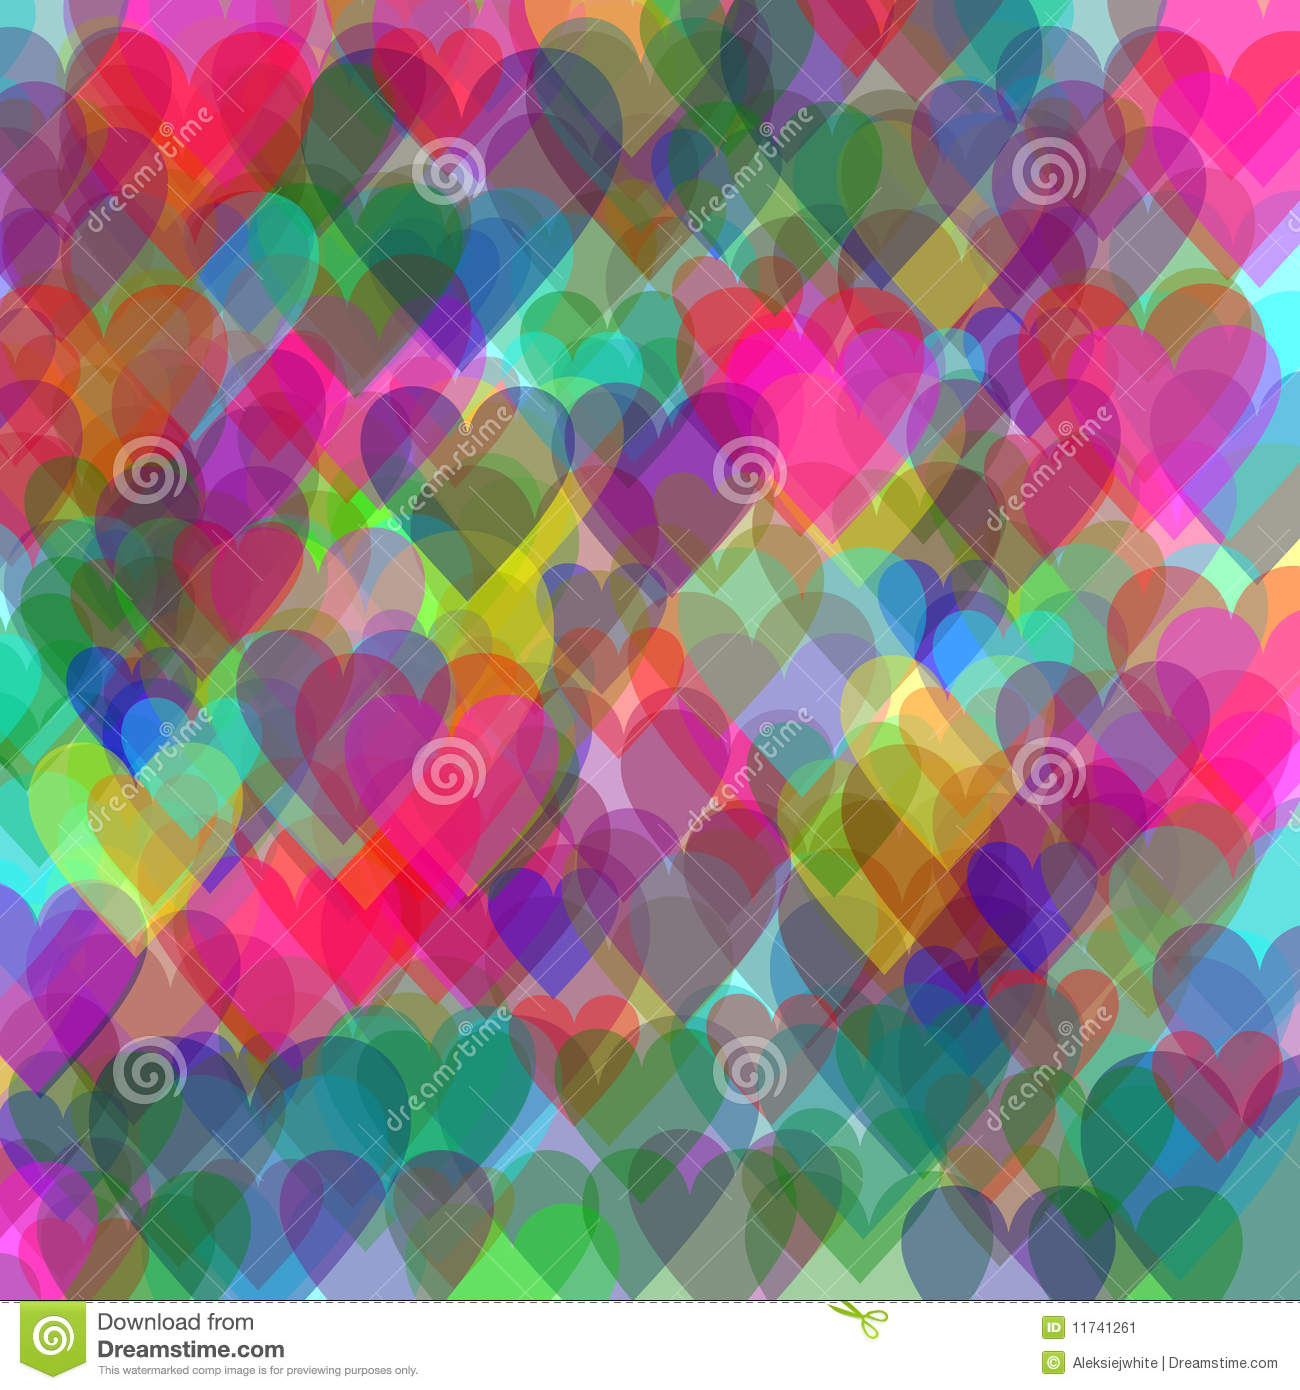 dreamstime
dreamstime
dreamstime
dreamstime
dreamstime
dreamstime
dreamstime
dreamstime
dreamstime
Download from
Dreamstime.com
This watermarked comp image is for previewing purposes only.
ID 11741261
© Aleksiejwhite | Dreamstime.com